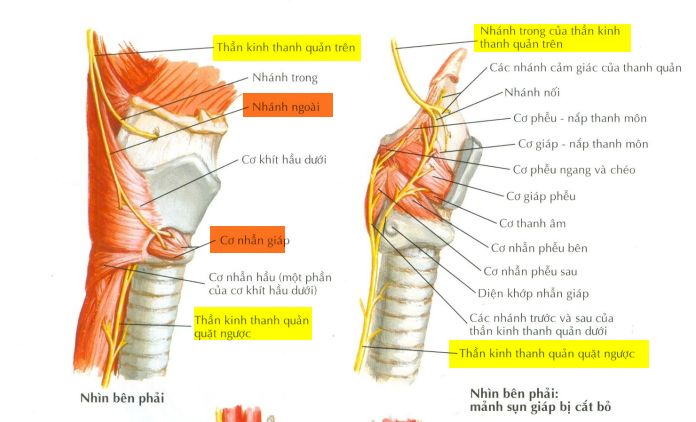 Thần kinh thanh quản trên
Nhánh trong
Nhánh ngoài
Cơ khít hầu dưới
Cơ nhẫn giáp
Cơ nhẫn hầu (một phần
của cơ khít hầu dưới)
Thần kinh thanh quản
quặt ngược
Nhìn bên phải
Nhánh trong của thần kinh
thanh quản trên
Các nhánh cảm giác của thanh quản
Nhánh nối
Cơ phễu - nắp thanh môn
Cơ giáp - nắp thanh môn
Cơ phễu ngang và chéo
Cơ giáp phễu
Cơ thanh âm
Cơ nhẫn phễu bên
Cơ nhẫn phễu sau
Diện khớp nhẫn giáp
Các nhánh trước và sau của
thần kinh thanh quản dưới
Thần kinh thanh quản quặt ngược
Nhìn bên phải:
mảnh sụn giáp bị cắt bỏ